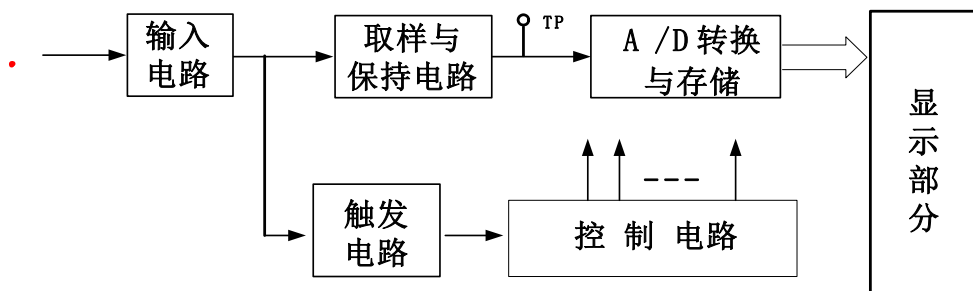 输入
电路
取样与
保持电路
TP
A /D 转换
与存储
显
示
部
分
触发
电路
控 制 电路